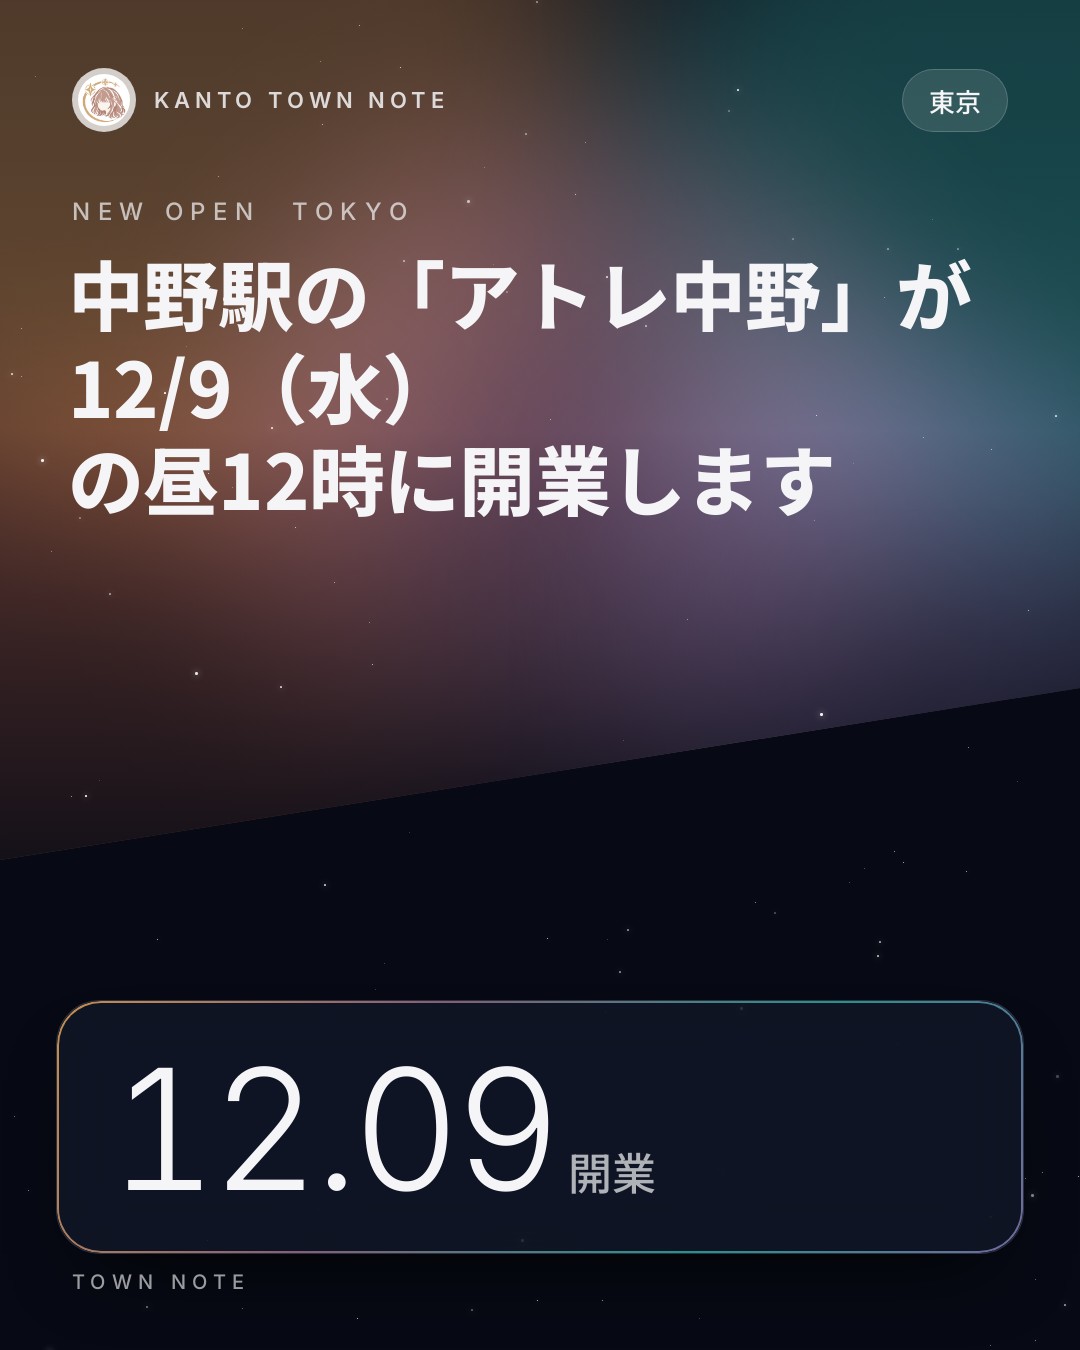 KANTO TOWN NOTE
東京
NEW OPEN TOKYO
中野駅の「アトレ中野」が
12/9（水）
の昼12時に開業します
12.09 開業
TOWN NOTE